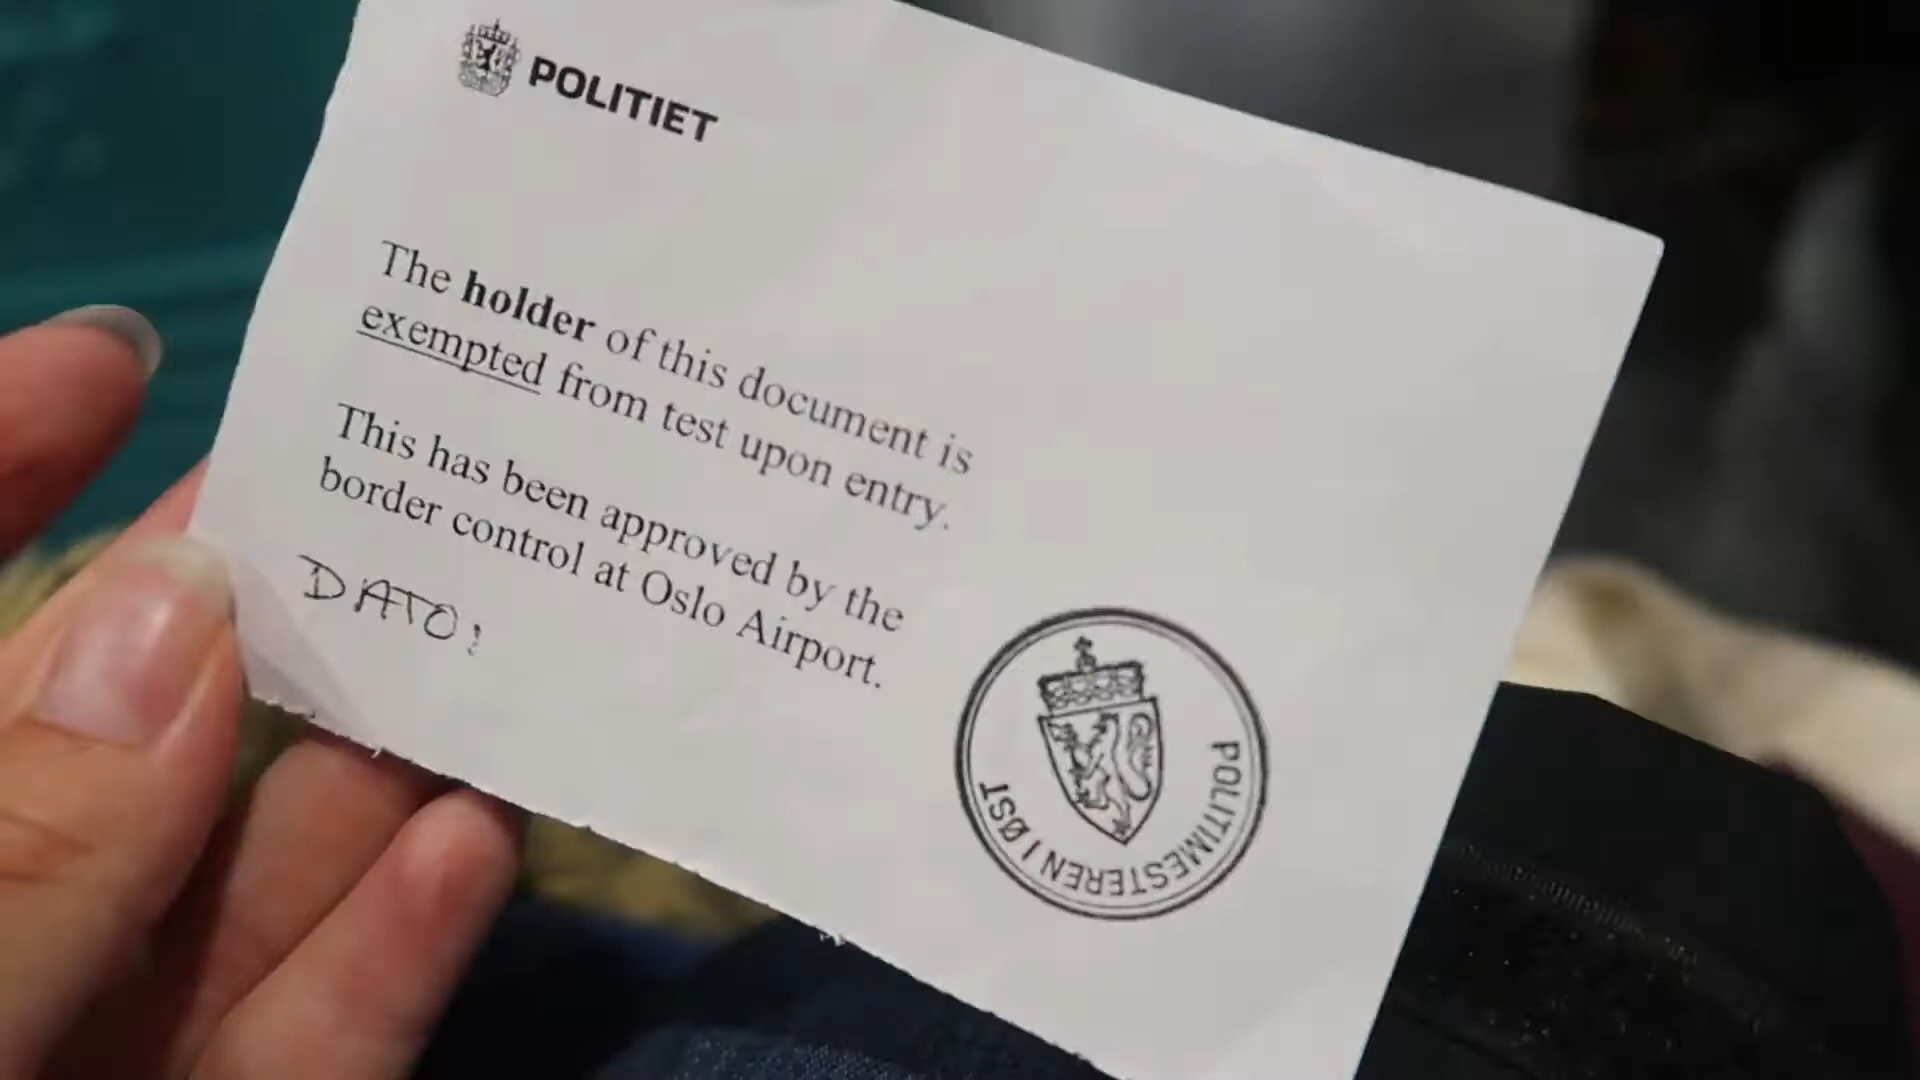 POLITIET
The holder of this document is
exempted from test upon entry.
This has been approved by the
border control at Oslo Airport.
DATO:
POLITIMESTEREN I ØST